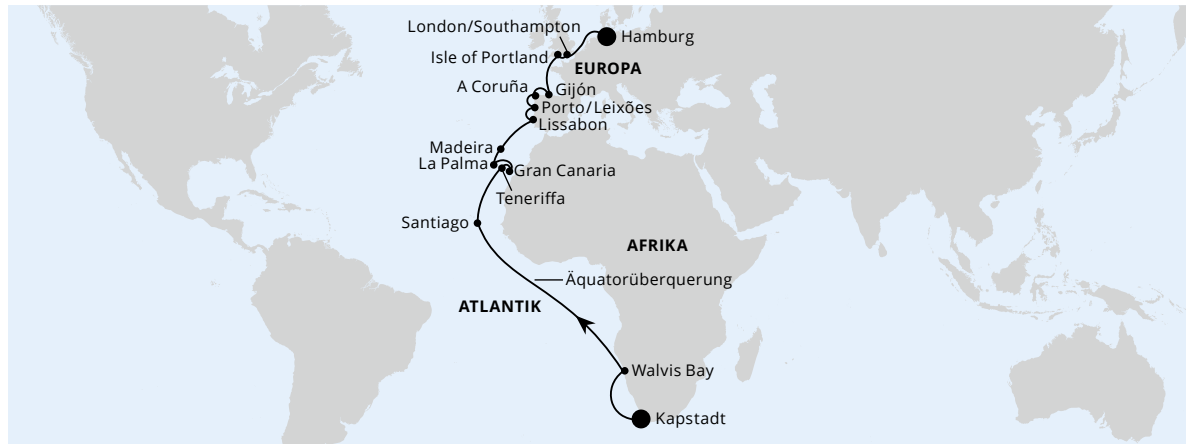 London/Southampton
Hamburg
Isle of Portland
EUROPA
A Coruña
Gijón
Porto/Leixões
Lissabon
Madeira
La Palma
Gran Canaria
Teneriffa
Santiago
AFRIKA
Äquatorüberquerung
ATLANTIK
Walvis Bay
Kapstadt